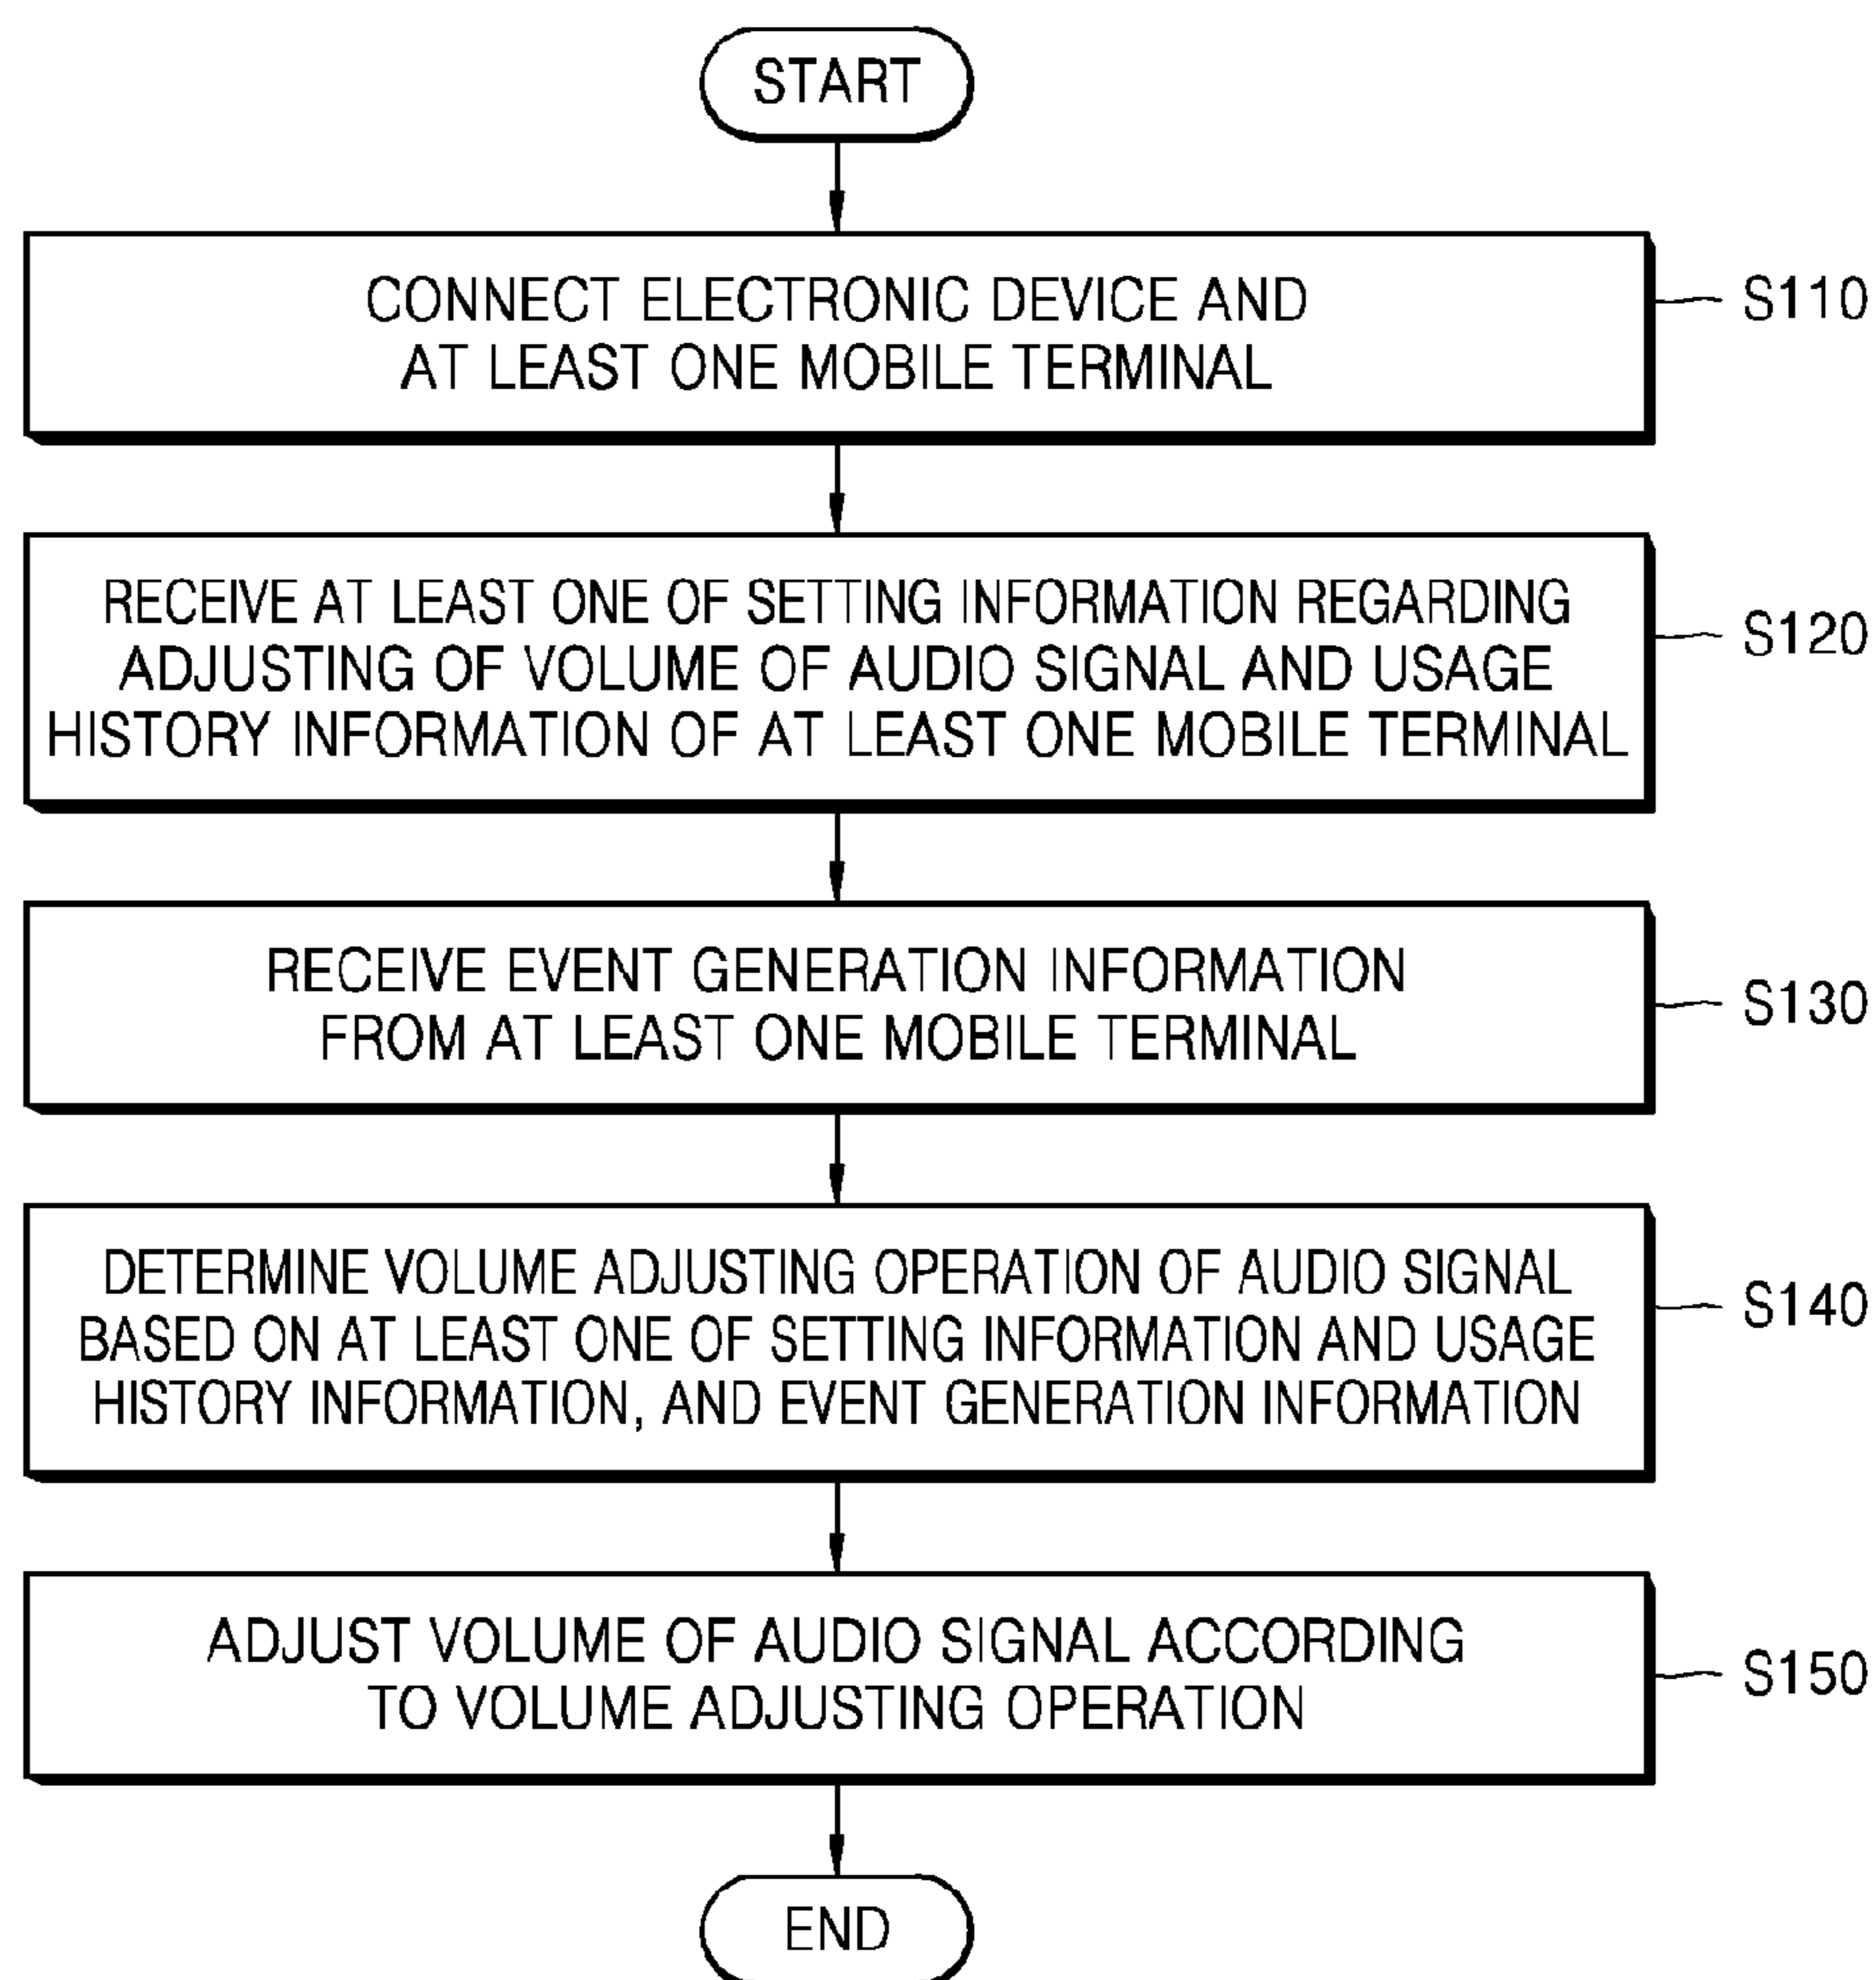 START
CONNECT ELECTRONIC DEVICE AND
AT LEAST ONE MOBILE TERMINAL
S110
RECEIVE AT LEAST ONE OF SETTING INFORMATION REGARDING
ADJUSTING OF VOLUME OF AUDIO SIGNAL AND USAGE
HISTORY INFORMATION OF AT LEAST ONE MOBILE TERMINAL
S120
RECEIVE EVENT GENERATION INFORMATION
FROM AT LEAST ONE MOBILE TERMINAL
S130
DETERMINE VOLUME ADJUSTING OPERATION OF AUDIO SIGNAL
BASED ON AT LEAST ONE OF SETTING INFORMATION AND USAGE
HISTORY INFORMATION, AND EVENT GENERATION INFORMATION
S140
ADJUST VOLUME OF AUDIO SIGNAL ACCORDING
TO VOLUME ADJUSTING OPERATION
S150
END